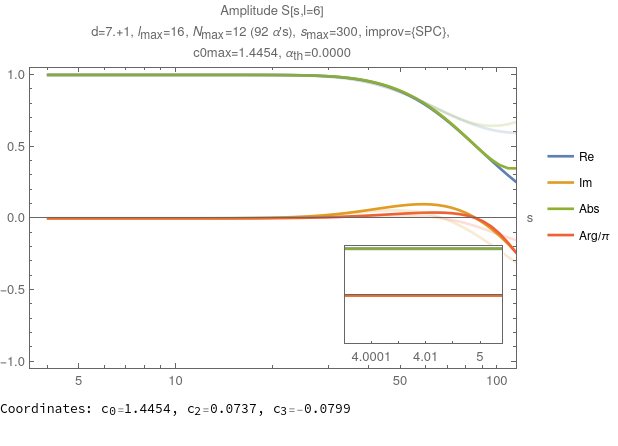 Amplitude S[s,l=6]
d=7.+1, lmax=16, Nmax=12 (92 α's), smax=300, improv={SPC},
c0max=1.4454, αth=0.0000
1.0
0.5
0.0
−0.5
−1.0
s
Re
Im
Abs
Arg/π
4.0001 4.01 5
5 10 50 100
Coordinates: c0=1.4454, c2=0.0737, c3=-0.0799